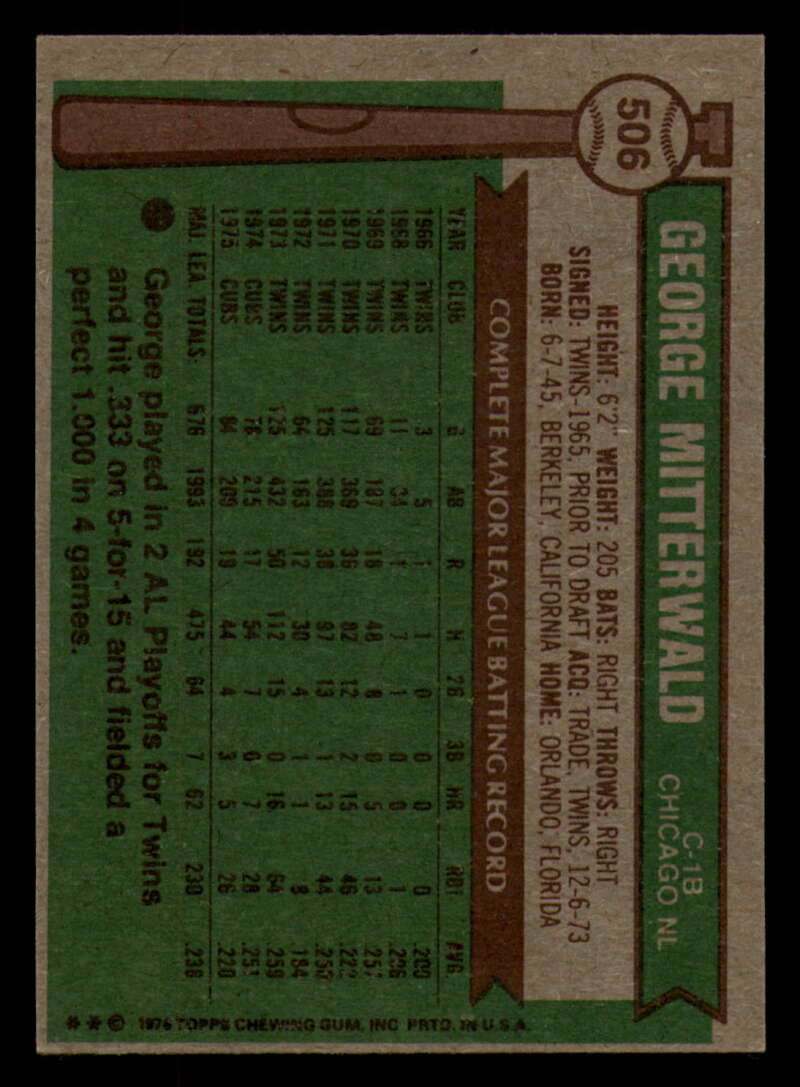 506
GEORGE MITTERWALD
C-1B
CHICAGO NL
HEIGHT: 6'2" WEIGHT: 205 BATS: RIGHT THROWS: RIGHT
SIGNED: TWINS-1965, PRIOR TO DRAFT ACQ: TRADE, TWINS, 12-6-73
BORN: 6-7-45, BERKELEY, CALIFORNIA HOME: ORLANDO, FLORIDA
COMPLETE MAJOR LEAGUE BATTING RECORD
YEAR CLUB G AB R H 2B 3B HR RBI AVG
1966 TWINS 3 5 1 1 0 0 0 0 .200
1968 TWINS 11 34 1 7 1 0 0 1 .206
1969 TWINS 69 187 18 48 8 0 5 13 .257
1970 TWINS 117 369 36 82 12 2 15 46 .222
1971 TWINS 125 388 38 97 13 1 13 44 .250
1972 TWINS 64 163 12 30 4 1 1 8 .184
1973 TWINS 125 432 50 112 15 0 16 64 .259
1974 CUBS 78 215 17 54 7 0 7 28 .251
1975 CUBS 84 200 19 44 4 3 5 26 .220
MAJ. LEA. TOTALS: 676 1993 192 475 64 7 62 230 .238
George played in 2 AL Playoffs for Twins
and hit .333 on 5-for-15 and fielded a
perfect 1.000 in 4 games.
* * © 1976 TOPPS CHEWING GUM, INC PRTD. IN U.S.A.